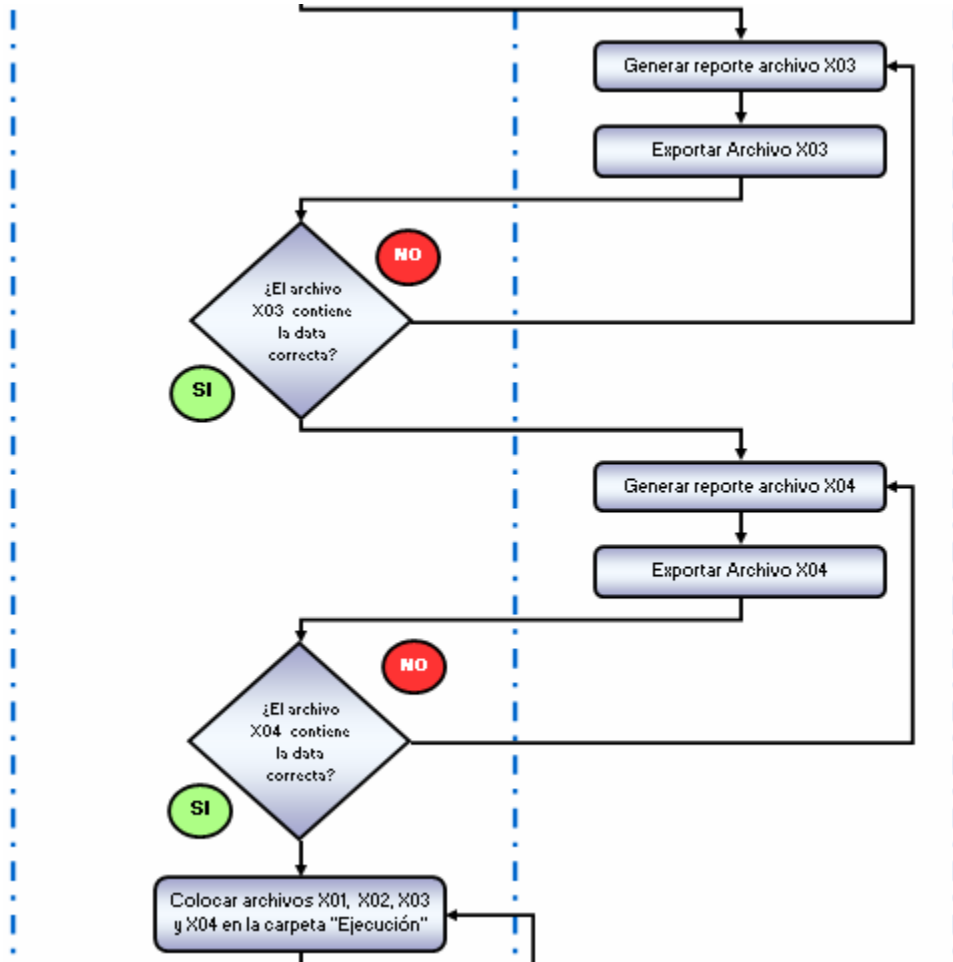 Generar reporte archivo X03
Exportar Archivo X03
NO
¿El archivo
X03 contiene
la data
correcta?
SI
Generar reporte archivo X04
Exportar Archivo X04
NO
¿El archivo
X04 contiene
la data
correcta?
SI
Colocar archivos X01, X02, X03
y X04 en la carpeta "Ejecución"